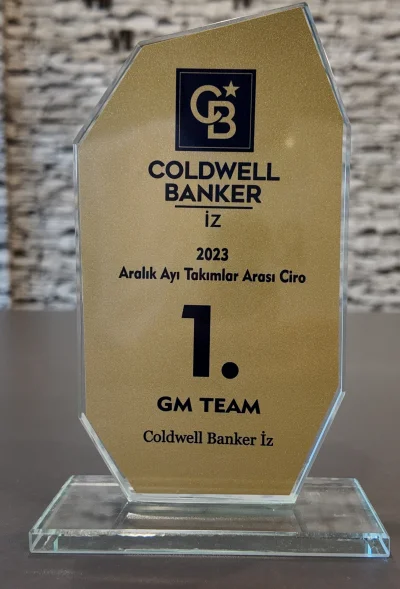 CB
COLDWELL
BANKER
İZ
2023
Aralık Ayı Takımlar Arası Ciro
1.
GM TEAM
Coldwell Banker İz